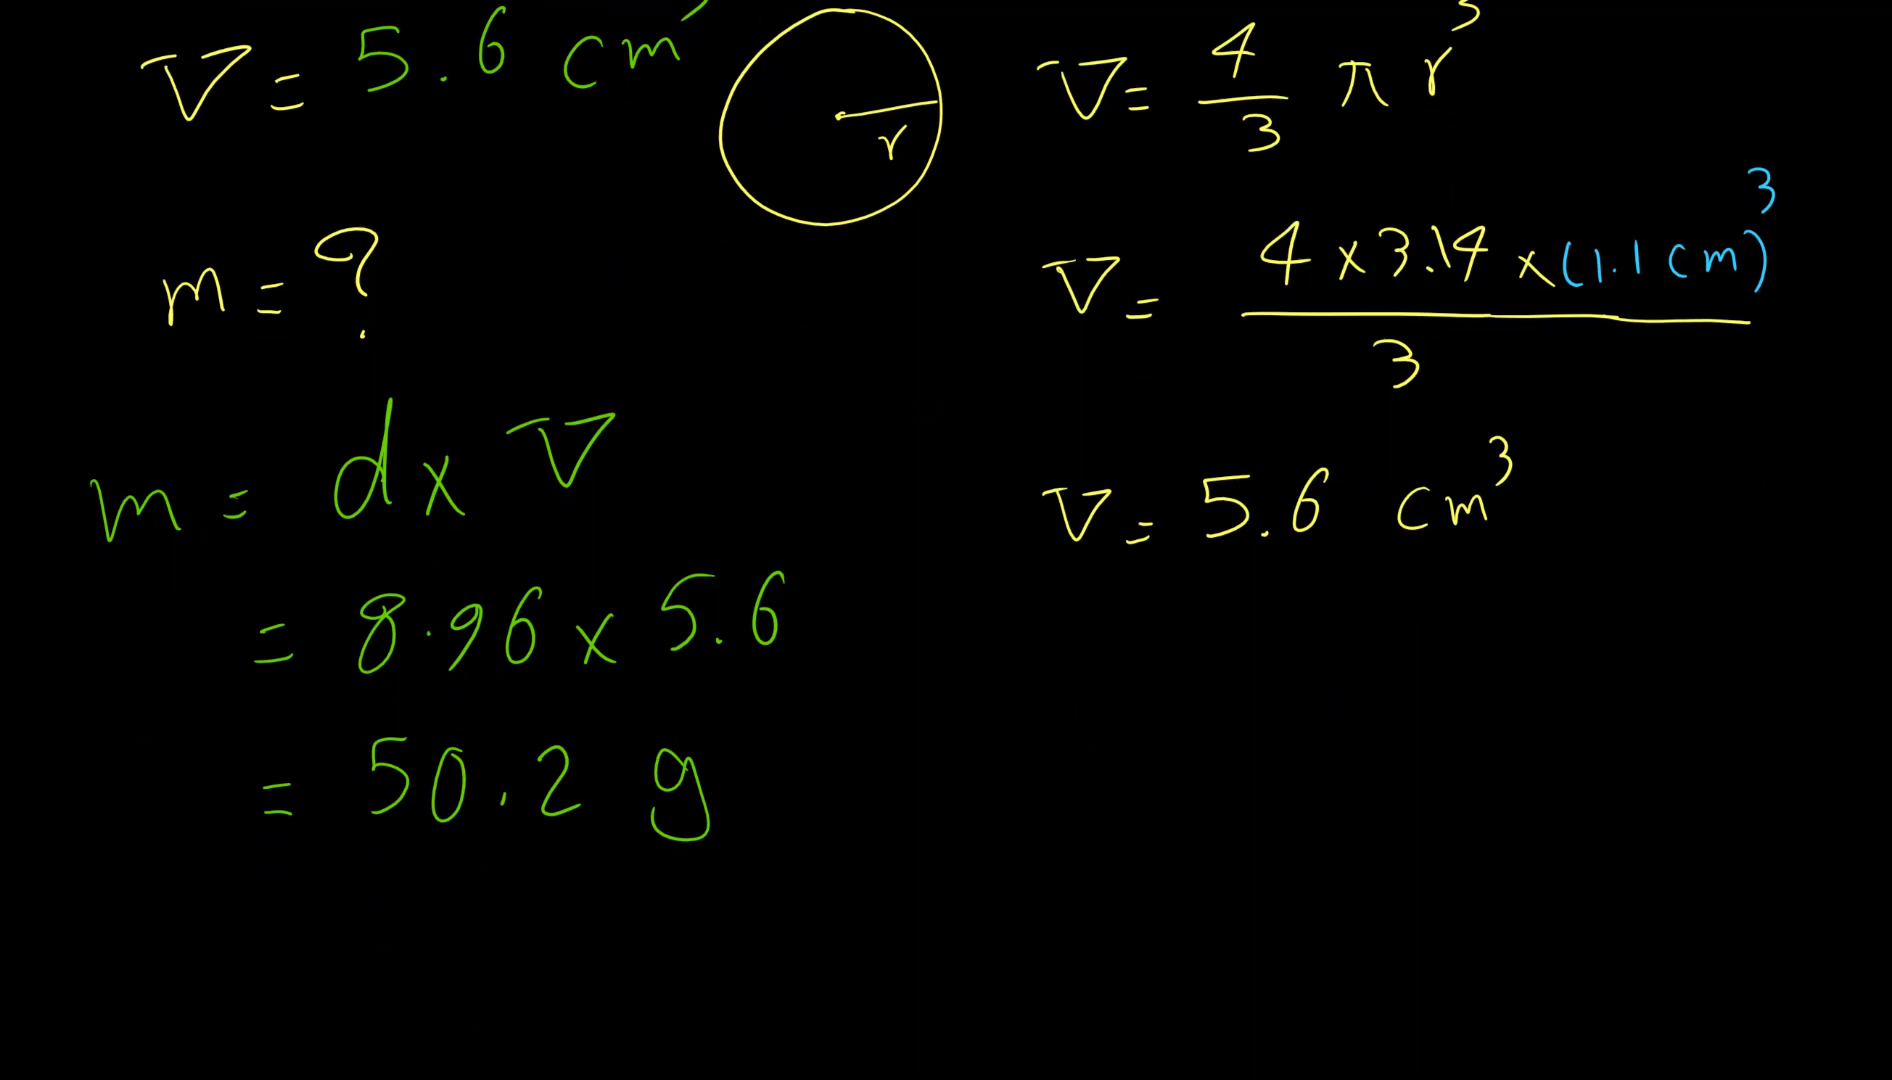 V = 5.6 cm
r
V = 4/3 π r³
m = ?
V = 4 × 3.14 × (1.1 cm)³ / 3
m = d × V
V = 5.6 cm³
= 8.96 × 5.6
= 50.2 g